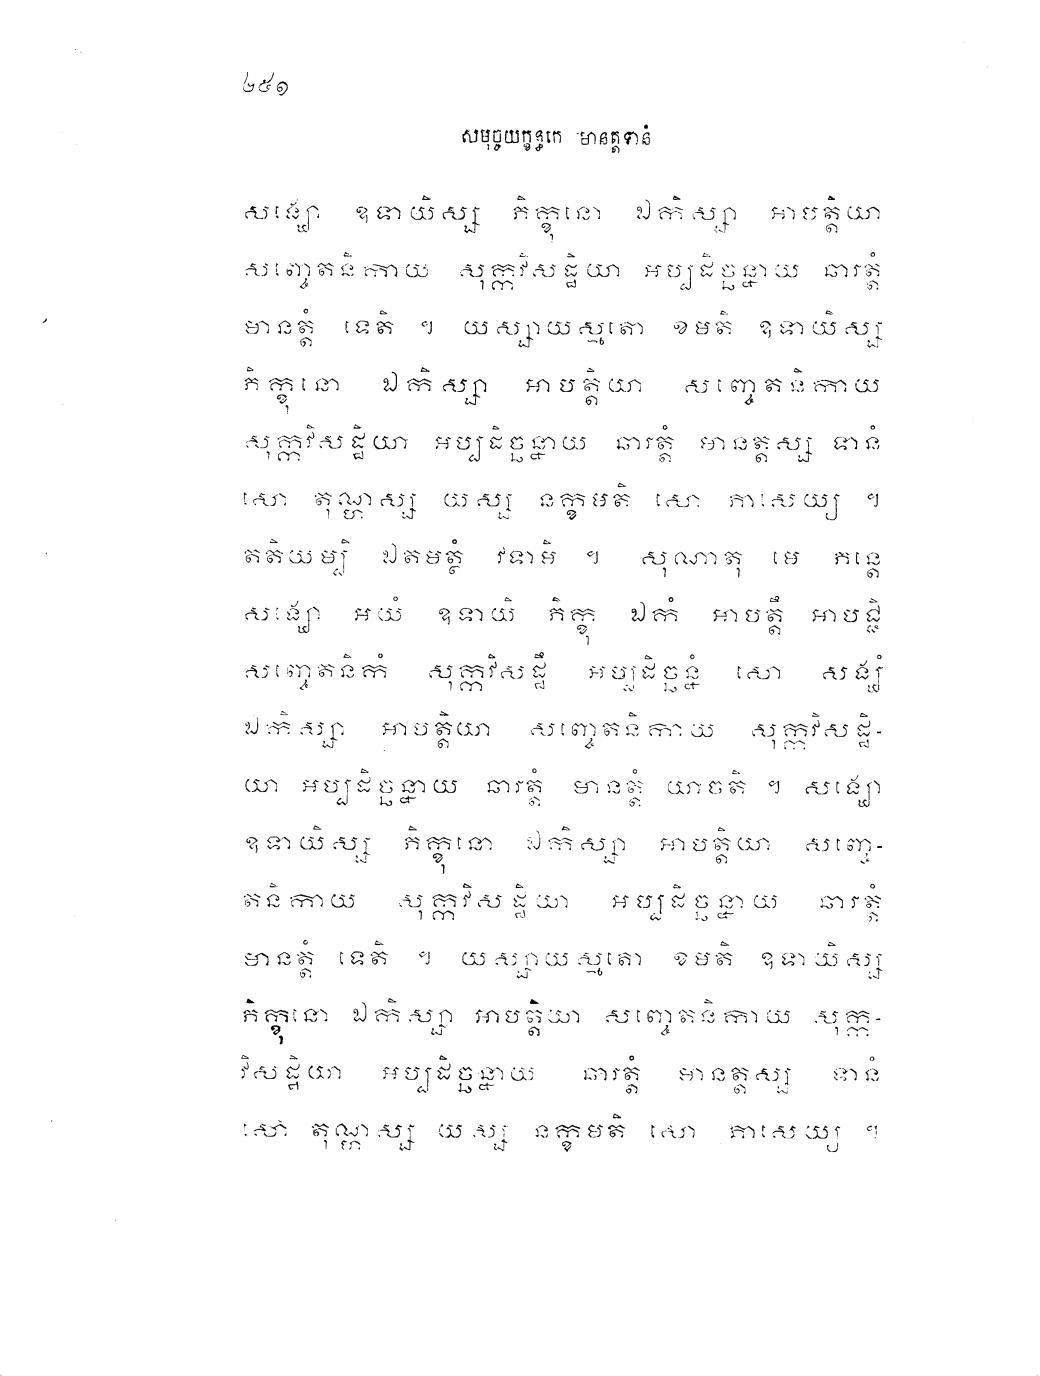 ២៥១
សមុច្ចយក្ខន្ធកេ មានត្តទានំ
សង្ឃោ ឧទាយិស្ស ភិក្ខុនោ ឯកិស្សា អាបត្តិយា
សញ្ចេតនិកាយ សុក្កវិសដ្ឋិយា អប្បដិច្ឆន្នាយ ឆារត្តំ
មានត្តំ ទេតិ ។ យស្សាយស្មតោ ខមតិ ឧទាយិស្ស
ភិក្ខុនោ ឯកិស្សា អាបត្តិយា សញ្ចេតនិកាយ
សុក្កវិសដ្ឋិយា អប្បដិច្ឆន្នាយ ឆារត្តំ មានត្តស្ស ទានំ
សោ តុណ្ហស្ស យស្ស នក្ខមតិ សោ ភាសេយ្យ ។
តតិយម្បិ ឯតមត្ថំ វទាមិ ។ សុណាតុ មេ ភន្តេ
សង្ឃោ អយំ ឧទាយិ ភិក្ខុ ឯកំ អាបត្តឹ អាបជ្ជិ
សញ្ចេតនិកំ សុក្កវិសដ្ឋឹ អប្បដិច្ឆន្នំ សោ សង្ឃំ
ឯកិស្សា អាបត្តិយា សញ្ចេតនិកាយ សុក្កវិសដ្ឋិ-
យា អប្បដិច្ឆន្នាយ ឆារត្តំ មានត្តំ យាចតិ ។ សង្ឃោ
ឧទាយិស្ស ភិក្ខុនោ ឯកិស្សា អាបត្តិយា សញ្ចេ-
តនិកាយ សុក្កវិសដ្ឋិយា អប្បដិច្ឆន្នាយ ឆារត្តំ
មានត្តំ ទេតិ ។ យស្សាយស្មតោ ខមតិ ឧទាយិស្ស
ភិក្ខុនោ ឯកិស្សា អាបត្តិយា សញ្ចេតនិកាយ សុក្ក-
វិសដ្ឋិយា អប្បដិច្ឆន្នាយ ឆារត្តំ មានត្តស្ស ទានំ
សោ តុណ្ហស្ស យស្ស នក្ខមតិ សោ ភាសេយ្យ ។